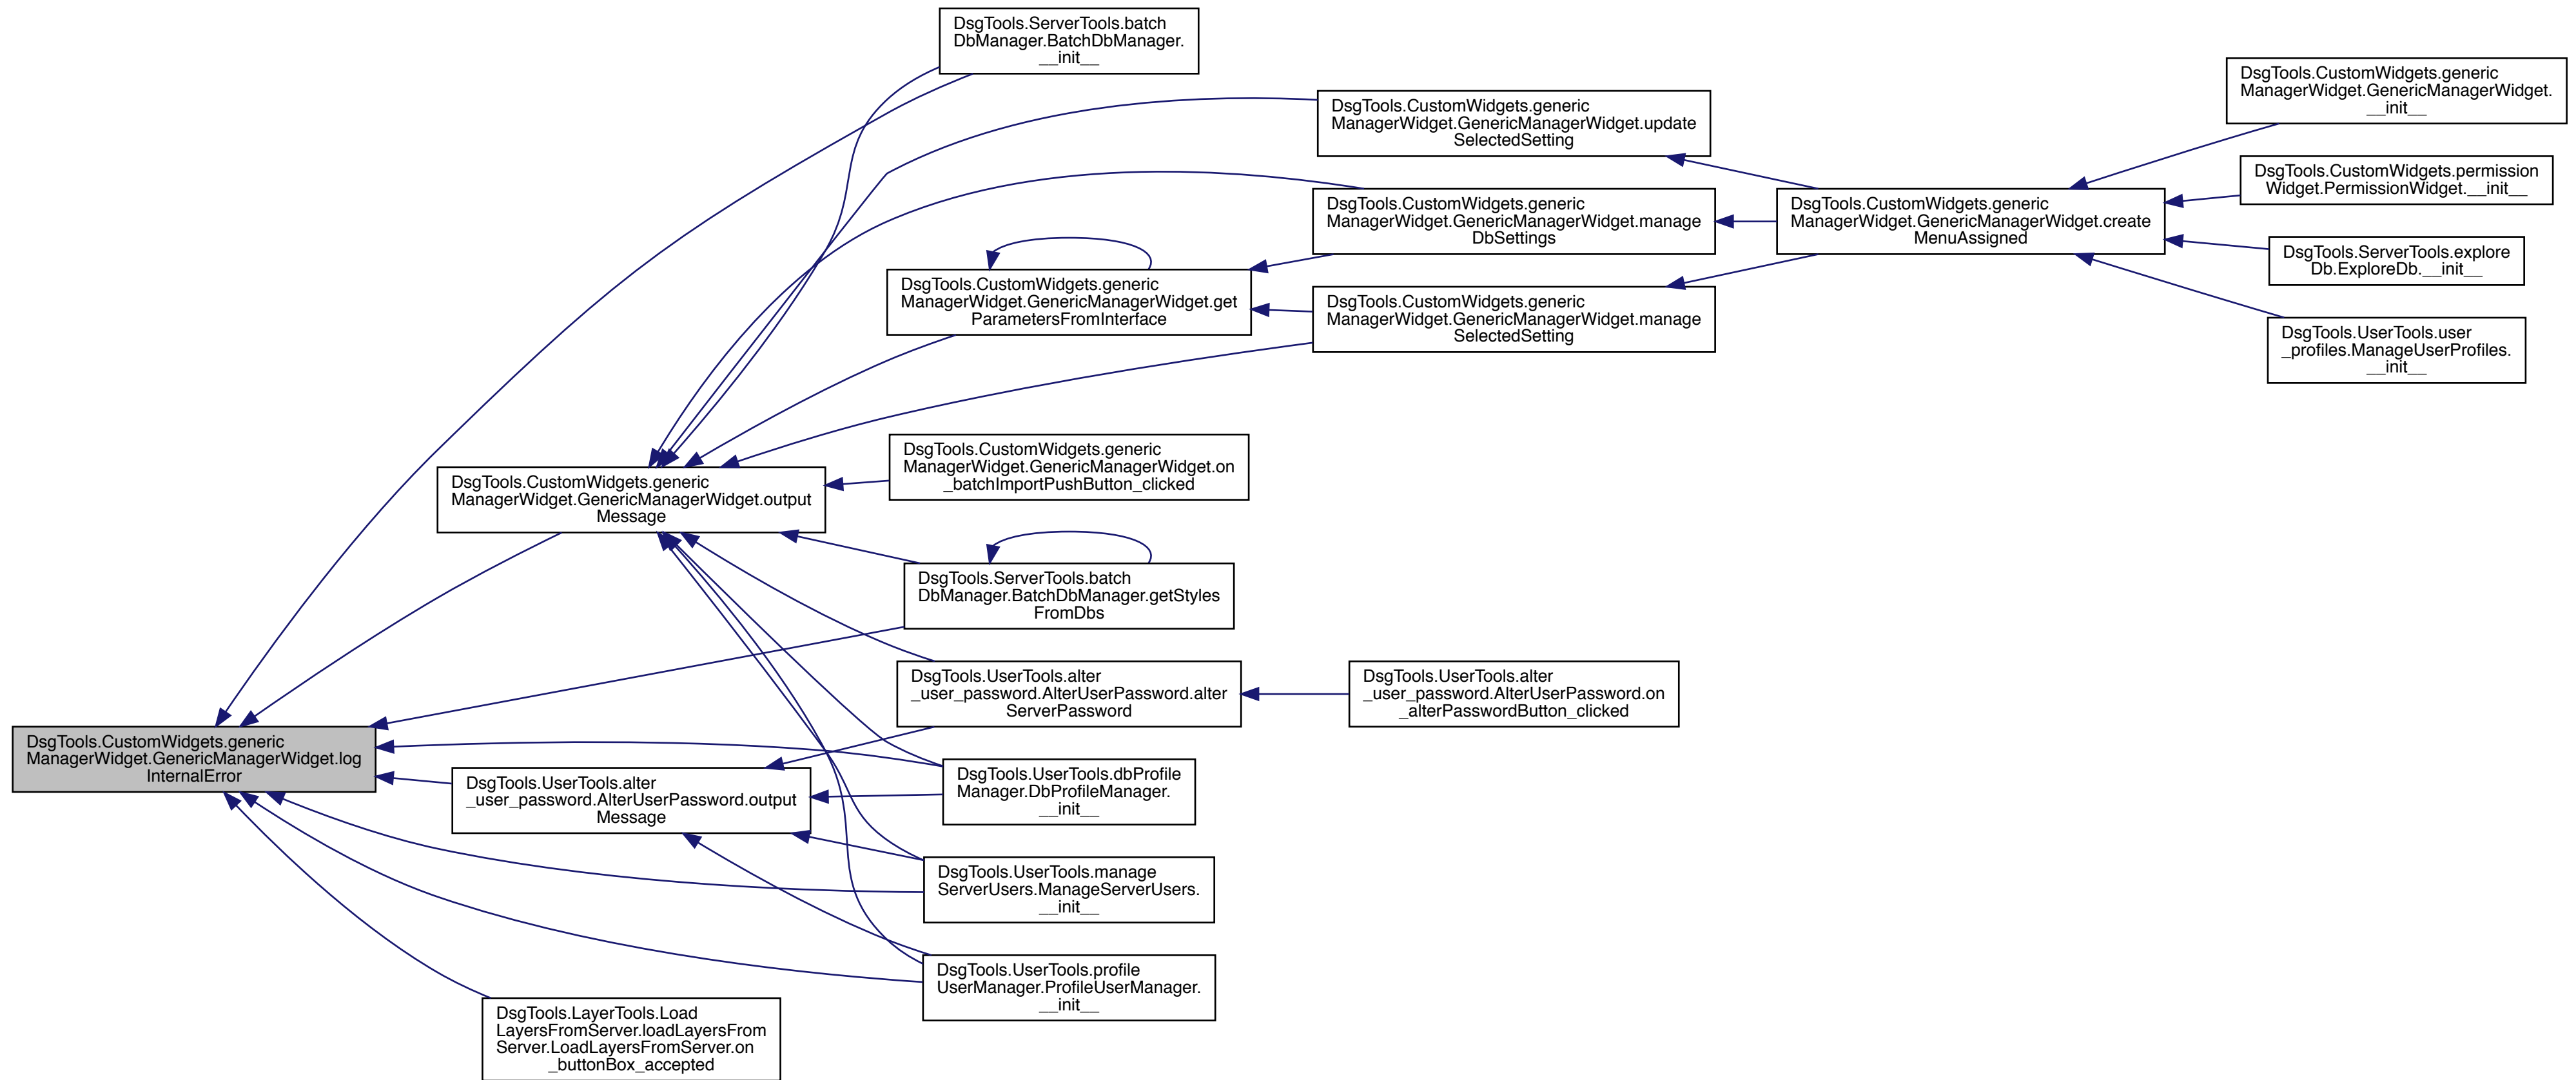 DsgTools.ServerTools.batch
DbManager.BatchDbManager.
__init__
DsgTools.CustomWidgets.generic
ManagerWidget.GenericManagerWidget.
__init__
DsgTools.CustomWidgets.generic
ManagerWidget.GenericManagerWidget.update
SelectedSetting
DsgTools.CustomWidgets.permission
Widget.PermissionWidget.__init__
DsgTools.CustomWidgets.generic
ManagerWidget.GenericManagerWidget.manage
DbSettings
DsgTools.CustomWidgets.generic
ManagerWidget.GenericManagerWidget.create
MenuAssigned
DsgTools.ServerTools.explore
Db.ExploreDb.__init__
DsgTools.CustomWidgets.generic
ManagerWidget.GenericManagerWidget.get
ParametersFromInterface
DsgTools.CustomWidgets.generic
ManagerWidget.GenericManagerWidget.manage
SelectedSetting
DsgTools.UserTools.user
_profiles.ManageUserProfiles.
__init__
DsgTools.CustomWidgets.generic
ManagerWidget.GenericManagerWidget.on
_batchImportPushButton_clicked
DsgTools.CustomWidgets.generic
ManagerWidget.GenericManagerWidget.output
Message
DsgTools.ServerTools.batch
DbManager.BatchDbManager.getStyles
FromDbs
DsgTools.UserTools.alter
_user_password.AlterUserPassword.alter
ServerPassword
DsgTools.UserTools.alter
_user_password.AlterUserPassword.on
_alterPasswordButton_clicked
DsgTools.CustomWidgets.generic
ManagerWidget.GenericManagerWidget.log
InternalError
DsgTools.UserTools.alter
_user_password.AlterUserPassword.output
Message
DsgTools.UserTools.dbProfile
Manager.DbProfileManager.
__init__
DsgTools.UserTools.manage
ServerUsers.ManageServerUsers.
__init__
DsgTools.UserTools.profile
UserManager.ProfileUserManager.
__init__
DsgTools.LayerTools.Load
LayersFromServer.loadLayersFrom
Server.LoadLayersFromServer.on
_buttonBox_accepted